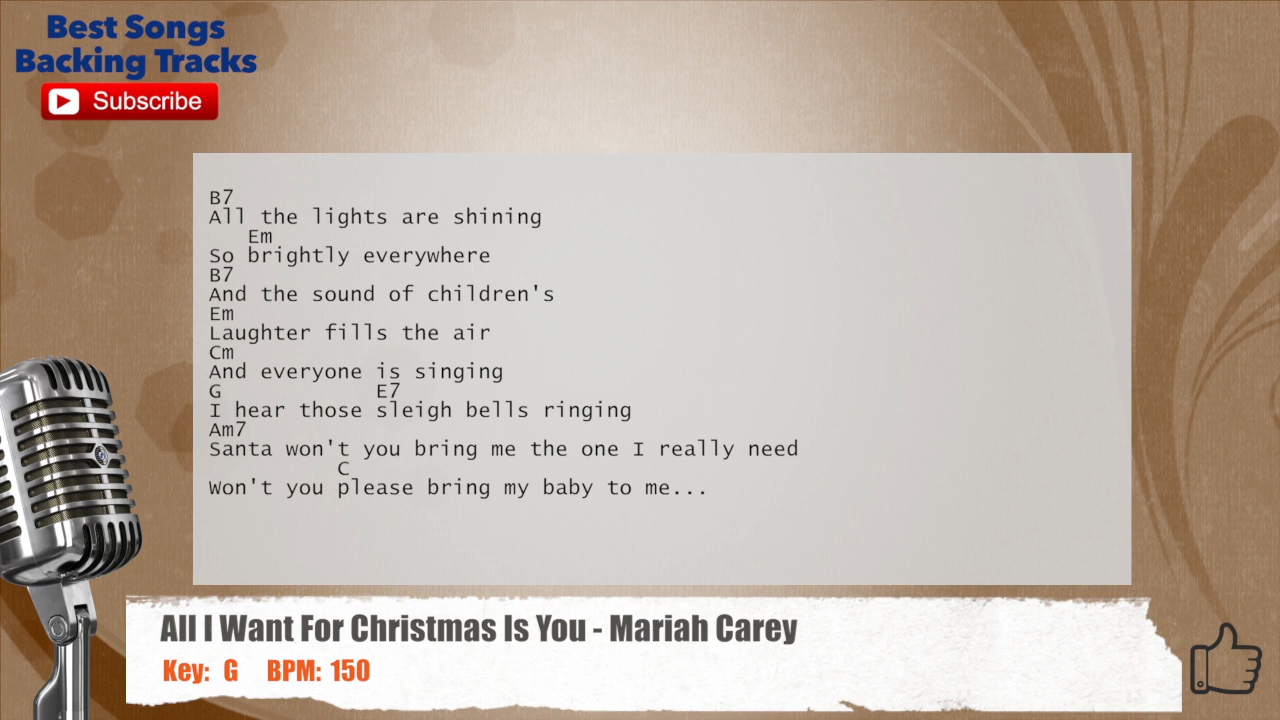 Best Songs
Backing Tracks
Subscribe
B7
All the lights are shining
Em
So brightly everywhere
B7
And the sound of children's
Em
Laughter fills the air
Cm
And everyone is singing
G E7
I hear those sleigh bells ringing
Am7
Santa won't you bring me the one I really need
C
Won't you please bring my baby to me...
All I Want For Christmas Is You - Mariah Carey
Key: G BPM: 150